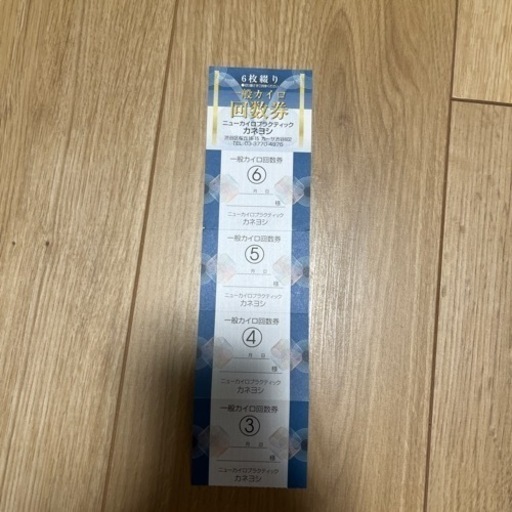 6枚綴り
一般カイロ
回数券
ニューカイロプラクティック
カネヨシ
一般カイロ回数券
⑥
月 日
様
ニューカイロプラクティック
カネヨシ
一般カイロ回数券
⑤
月 日
様
ニューカイロプラクティック
カネヨシ
一般カイロ回数券
④
月 日
様
ニューカイロプラクティック
カネヨシ
一般カイロ回数券
③
月 日
様
ニューカイロプラクティック
カネヨシ